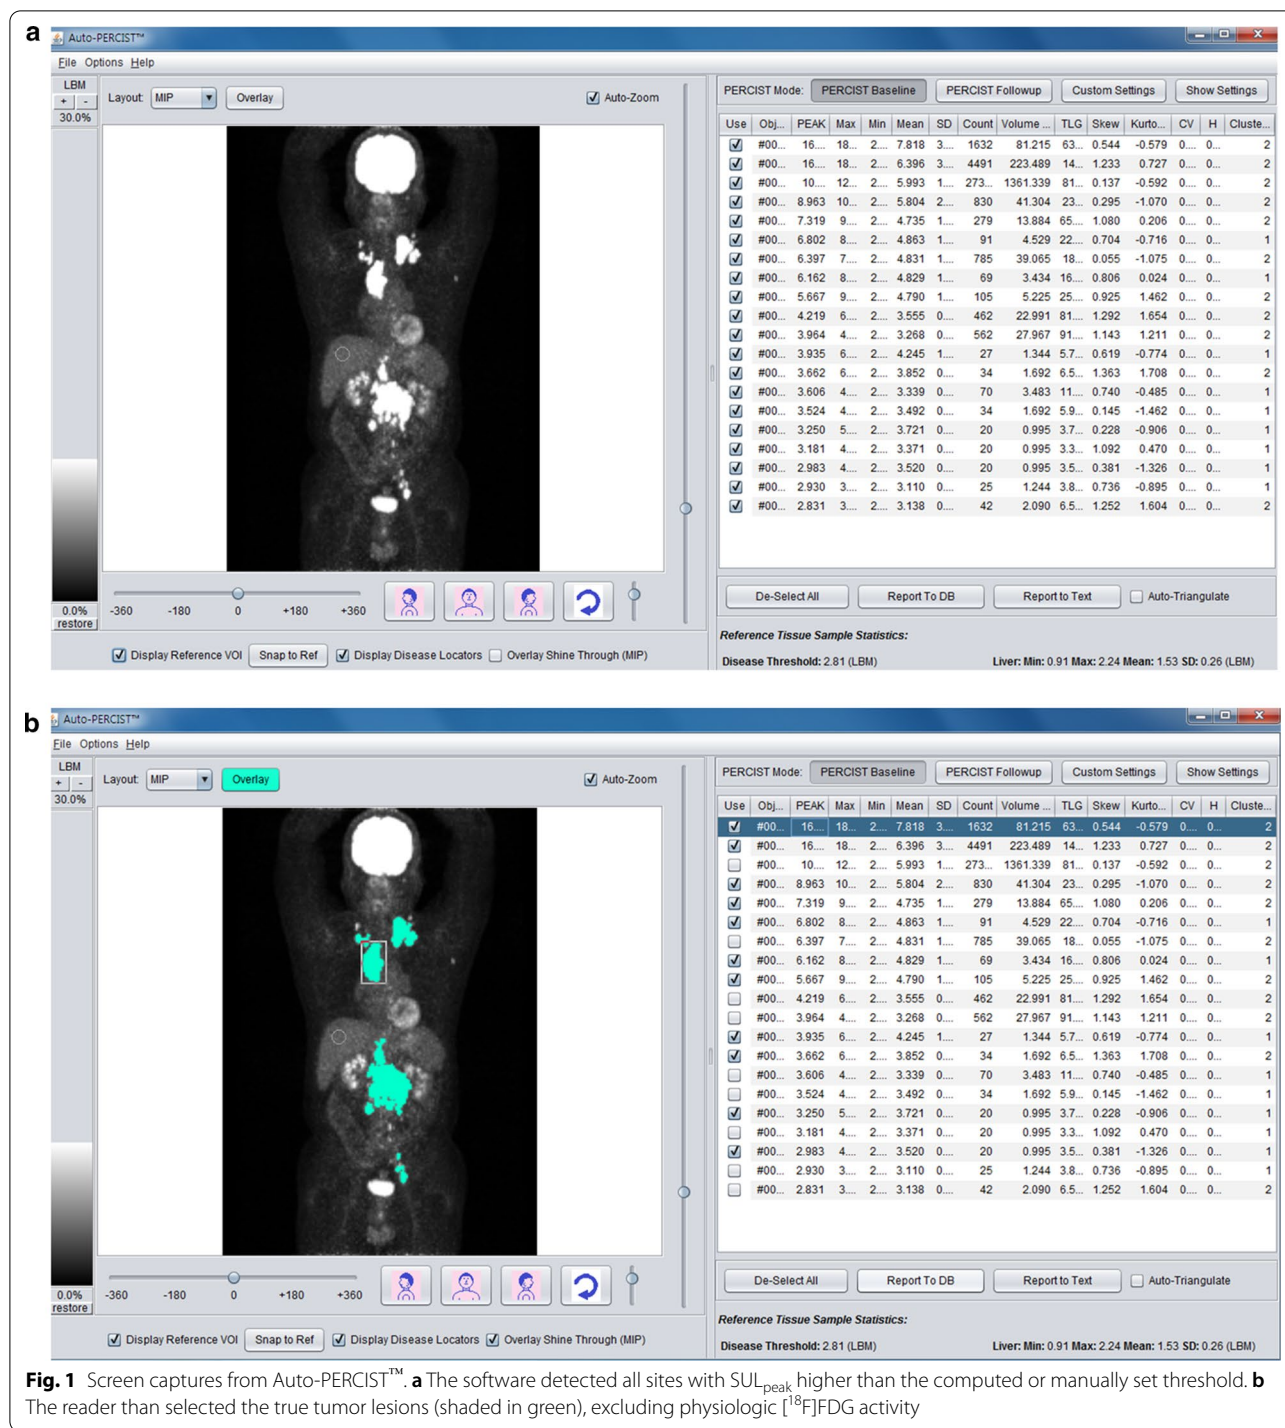 a
Auto-PERCIST™
File Options Help
LBM
+ -
30.0%
Layout: MIP Overlay Auto-Zoom
0.0%
restore
-360 -180 0 +180 +360
Display Reference VOI Snap to Ref Display Disease Locators Overlay Shine Through (MIP)
PERCIST Mode: PERCIST Baseline PERCIST Followup Custom Settings Show Settings
Use Obj... PEAK Max Min Mean SD Count Volume ... TLG Skew Kurto... CV H Cluste...
#00... 16.... 18... 2.... 7.818 3.... 1632 81.215 63... 0.544 -0.579 0.... 0... 2
#00... 16.... 18... 2.... 6.396 3.... 4491 223.489 14... 1.233 0.727 0.... 0... 2
#00... 10.... 12... 2.... 5.993 1.... 273... 1361.339 81... 0.137 -0.592 0.... 0... 2
#00... 8.963 10... 2.... 5.804 2.... 830 41.304 23... 0.295 -1.070 0.... 0... 2
#00... 7.319 9.... 2.... 4.735 1.... 279 13.884 65... 1.080 0.206 0.... 0... 2
#00... 6.802 8.... 2.... 4.863 1.... 91 4.529 22... 0.704 -0.716 0.... 0... 1
#00... 6.397 7.... 2.... 4.831 1.... 785 39.065 18... 0.055 -1.075 0.... 0... 2
#00... 6.162 8.... 2.... 4.829 1.... 69 3.434 16... 0.806 0.024 0.... 0... 1
#00... 5.667 9.... 2.... 4.790 1.... 105 5.225 25... 0.925 1.462 0.... 0... 2
#00... 4.219 6.... 2.... 3.555 0.... 462 22.991 81... 1.292 1.654 0.... 0... 2
#00... 3.964 4.... 2.... 3.268 0.... 562 27.967 91... 1.143 1.211 0.... 0... 2
#00... 3.935 6.... 2.... 4.245 1.... 27 1.344 5.7... 0.619 -0.774 0.... 0... 1
#00... 3.662 6.... 2.... 3.852 0.... 34 1.692 6.5... 1.363 1.708 0.... 0... 2
#00... 3.606 4.... 2.... 3.339 0.... 70 3.483 11... 0.740 -0.485 0.... 0... 1
#00... 3.524 4.... 2.... 3.492 0.... 34 1.692 5.9... 0.145 -1.462 0.... 0... 1
#00... 3.250 5.... 2.... 3.721 0.... 20 0.995 3.7... 0.228 -0.906 0.... 0... 1
#00... 3.181 4.... 2.... 3.371 0.... 20 0.995 3.3... 1.092 0.470 0.... 0... 1
#00... 2.983 4.... 2.... 3.520 0.... 20 0.995 3.5... 0.381 -1.326 0.... 0... 1
#00... 2.930 3.... 2.... 3.110 0.... 25 1.244 3.8... 0.736 -0.895 0.... 0... 1
#00... 2.831 3.... 2.... 3.138 0.... 42 2.090 6.5... 1.252 1.604 0.... 0... 2
De-Select All Report To DB Report to Text Auto-Triangulate
Reference Tissue Sample Statistics:
Disease Threshold: 2.81 (LBM) Liver: Min: 0.91 Max: 2.24 Mean: 1.53 SD: 0.26 (LBM)
b
Auto-PERCIST™
File Options Help
LBM
+ -
30.0%
Layout: MIP Overlay Auto-Zoom
0.0%
restore
-360 -180 0 +180 +360
Display Reference VOI Snap to Ref Display Disease Locators Overlay Shine Through (MIP)
PERCIST Mode: PERCIST Baseline PERCIST Followup Custom Settings Show Settings
Use Obj... PEAK Max Min Mean SD Count Volume ... TLG Skew Kurto... CV H Cluste...
#00... 16.... 18... 2.... 7.818 3.... 1632 81.215 63... 0.544 -0.579 0.... 0... 2
#00... 16.... 18... 2.... 6.396 3.... 4491 223.489 14... 1.233 0.727 0.... 0... 2
#00... 10.... 12... 2.... 5.993 1.... 273... 1361.339 81... 0.137 -0.592 0.... 0... 2
#00... 8.963 10... 2.... 5.804 2.... 830 41.304 23... 0.295 -1.070 0.... 0... 2
#00... 7.319 9.... 2.... 4.735 1.... 279 13.884 65... 1.080 0.206 0.... 0... 2
#00... 6.802 8.... 2.... 4.863 1.... 91 4.529 22... 0.704 -0.716 0.... 0... 1
#00... 6.397 7.... 2.... 4.831 1.... 785 39.065 18... 0.055 -1.075 0.... 0... 2
#00... 6.162 8.... 2.... 4.829 1.... 69 3.434 16... 0.806 0.024 0.... 0... 1
#00... 5.667 9.... 2.... 4.790 1.... 105 5.225 25... 0.925 1.462 0.... 0... 2
#00... 4.219 6.... 2.... 3.555 0.... 462 22.991 81... 1.292 1.654 0.... 0... 2
#00... 3.964 4.... 2.... 3.268 0.... 562 27.967 91... 1.143 1.211 0.... 0... 2
#00... 3.935 6.... 2.... 4.245 1.... 27 1.344 5.7... 0.619 -0.774 0.... 0... 1
#00... 3.662 6.... 2.... 3.852 0.... 34 1.692 6.5... 1.363 1.708 0.... 0... 2
#00... 3.606 4.... 2.... 3.339 0.... 70 3.483 11... 0.740 -0.485 0.... 0... 1
#00... 3.524 4.... 2.... 3.492 0.... 34 1.692 5.9... 0.145 -1.462 0.... 0... 1
#00... 3.250 5.... 2.... 3.721 0.... 20 0.995 3.7... 0.228 -0.906 0.... 0... 1
#00... 3.181 4.... 2.... 3.371 0.... 20 0.995 3.3... 1.092 0.470 0.... 0... 1
#00... 2.983 4.... 2.... 3.520 0.... 20 0.995 3.5... 0.381 -1.326 0.... 0... 1
#00... 2.930 3.... 2.... 3.110 0.... 25 1.244 3.8... 0.736 -0.895 0.... 0... 1
#00... 2.831 3.... 2.... 3.138 0.... 42 2.090 6.5... 1.252 1.604 0.... 0... 2
De-Select All Report To DB Report to Text Auto-Triangulate
Reference Tissue Sample Statistics:
Disease Threshold: 2.81 (LBM) Liver: Min: 0.91 Max: 2.24 Mean: 1.53 SD: 0.26 (LBM)
Fig. 1 Screen captures from Auto-PERCIST™. a The software detected all sites with SULpeak higher than the computed or manually set threshold. b
The reader than selected the true tumor lesions (shaded in green), excluding physiologic [18F]FDG activity